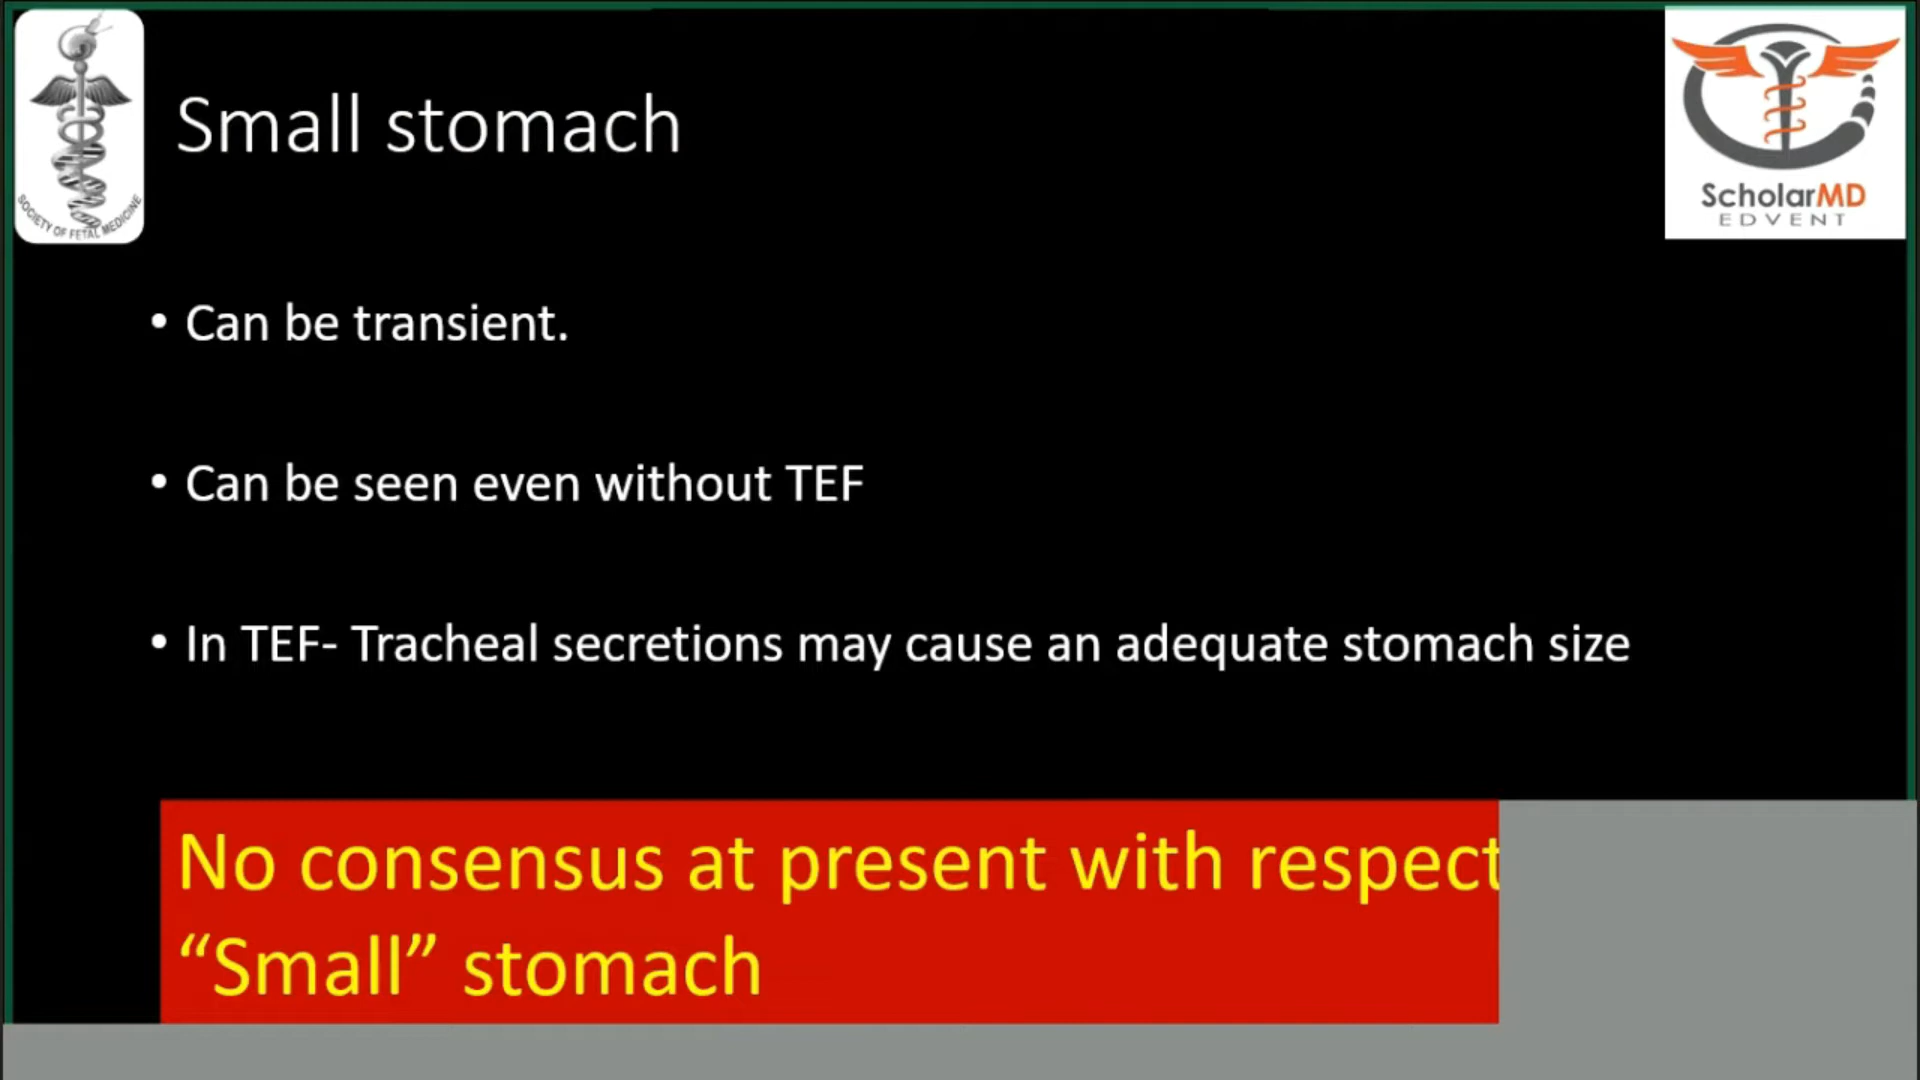 SOCIETY OF FETAL MEDICINE
Small stomach
ScholarMD
EDVENT
• Can be transient.
• Can be seen even without TEF
• In TEF- Tracheal secretions may cause an adequate stomach size
No consensus at present with respect
“Small” stomach